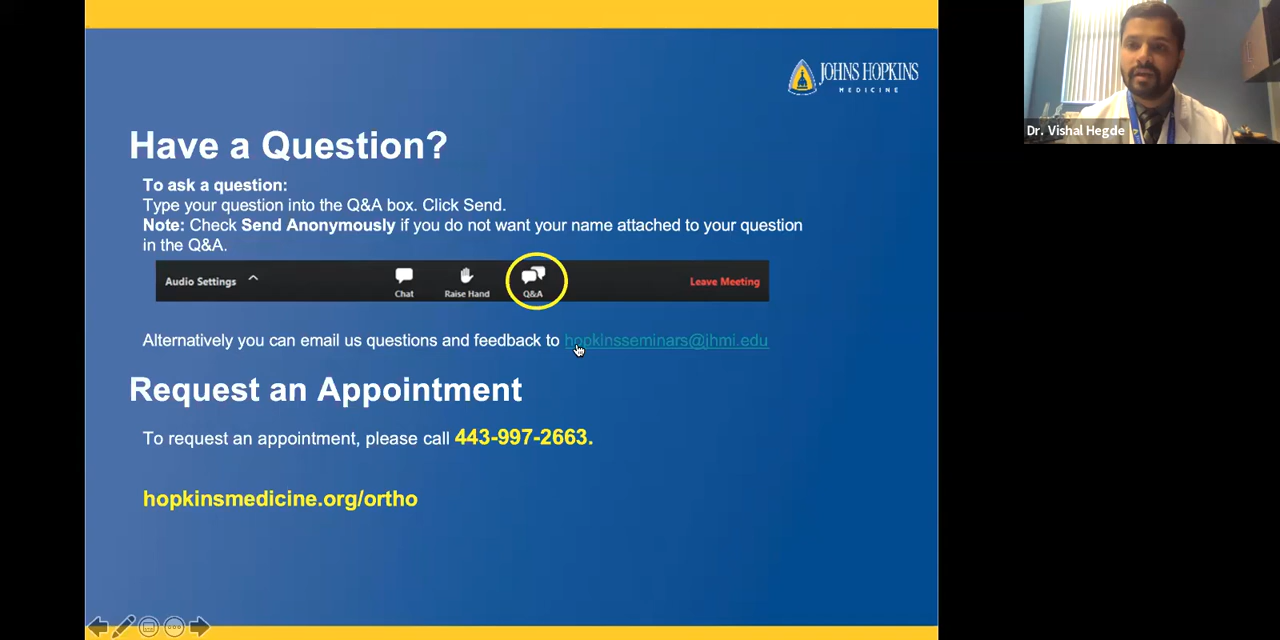 JOHNS HOPKINS
MEDICINE
Dr. Vishal Hegde
Have a Question?
To ask a question:
Type your question into the Q&A box. Click Send.
Note: Check Send Anonymously if you do not want your name attached to your question
in the Q&A.
Audio Settings
Chat
Raise Hand
Q&A
Leave Meeting
Alternatively you can email us questions and feedback to hopkinsseminars@jhmi.edu
Request an Appointment
To request an appointment, please call 443-997-2663.
hopkinsmedicine.org/ortho